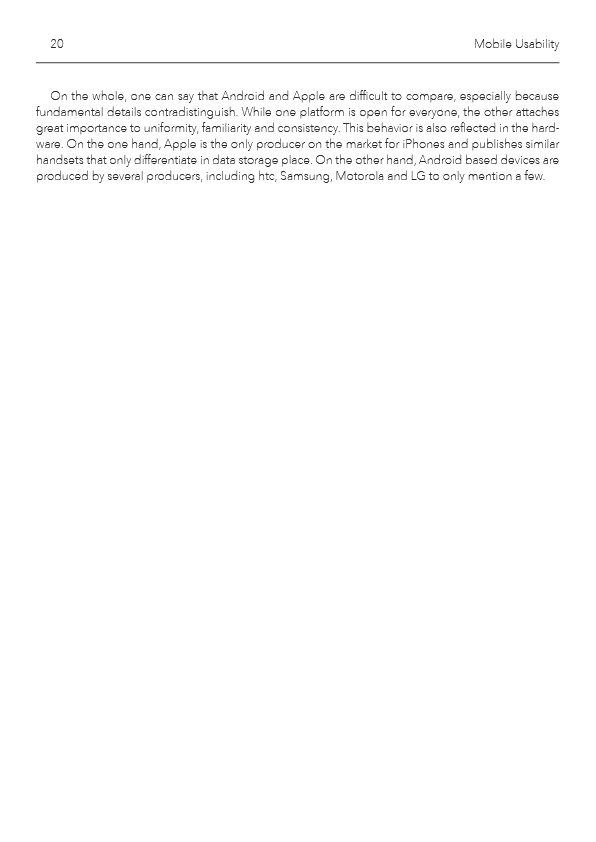 20 Mobile Usability
On the whole, one can say that Android and Apple are difficult to compare, especially because
fundamental details contradistinguish. While one platform is open for everyone, the other attaches
great importance to uniformity, familiarity and consistency. This behavior is also reflected in the hard-
ware. On the one hand, Apple is the only producer on the market for iPhones and publishes similar
handsets that only differentiate in data storage place. On the other hand, Android based devices are
produced by several producers, including htc, Samsung, Motorola and LG to only mention a few.